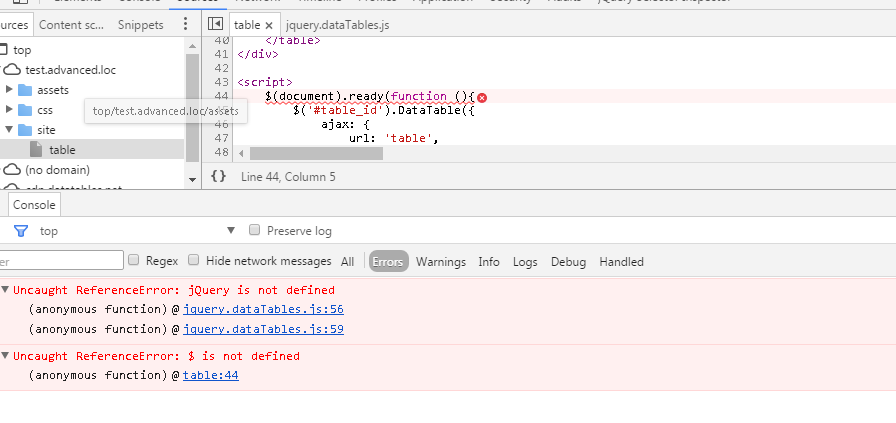 Sources
urces Content sc... Snippets
table × jquery.dataTables.js
top
test.advanced.loc
assets
css
top/test.advanced.loc/assets
site
table
(no domain)
40 </table>
41 </div>
42
43 <script>
44 $(document).ready(function (){
$('#table_id').DataTable({
46 ajax: {
47 url: 'table',
48
{} Line 44, Column 5
Console
top Preserve log
Regex Hide network messages All Errors Warnings Info Logs Debug Handled
Uncaught ReferenceError: jQuery is not defined
(anonymous function) @ jquery.dataTables.js:56
(anonymous function) @ jquery.dataTables.js:59
Uncaught ReferenceError: $ is not defined
(anonymous function) @ table:44